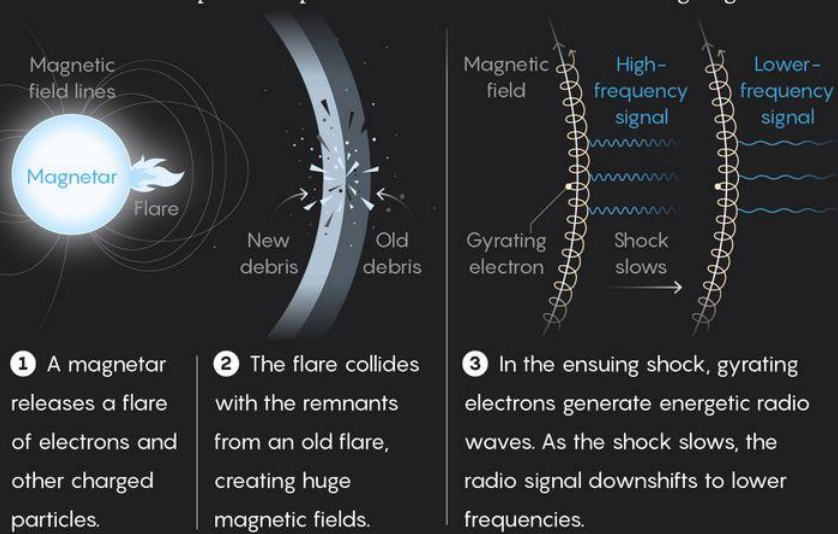 Magnetic
field lines
Magnetar
Flare
New
debris
Old
debris
Magnetic
field
High-
frequency
signal
Lower-
frequency
signal
Gyrating
electron
Shock
slows
1 A magnetar
releases a flare
of electrons and
other charged
particles.
2 The flare collides
with the remnants
from an old flare,
creating huge
magnetic fields.
3 In the ensuing shock, gyrating
electrons generate energetic radio
waves. As the shock slows, the
radio signal downshifts to lower
frequencies.